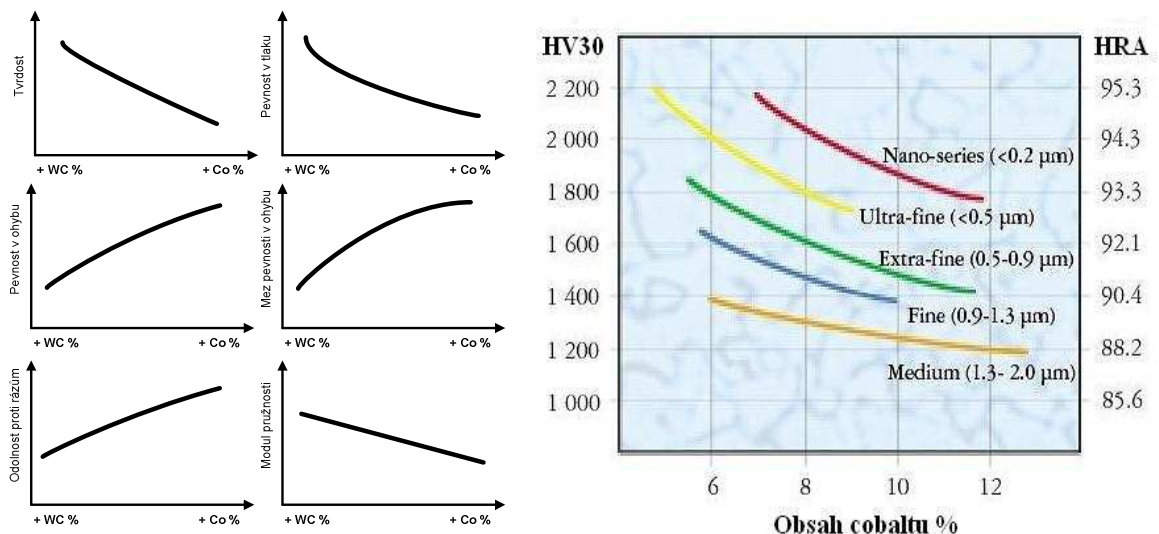 Tvrdost
+ WC %
+ Co %
Pevnost v tlaku
+ WC %
+ Co %
Pevnost v ohybu
+ WC %
+ Co %
Mez pevnosti v ohybu
+ WC %
+ Co %
Odolnost proti rázům
+ WC %
+ Co %
Modul pružnosti
+ WC %
+ Co %
HV30
HRA
2 200
95.3
2 000
94.3
Nano-series (<0.2 µm)
1 800
93.3
Ultra-fine (<0.5 µm)
1 600
92.1
Extra-fine (0.5-0.9 µm)
1 400
90.4
Fine (0.9-1.3 µm)
1 200
88.2
Medium (1.3- 2.0 µm)
1 000
85.6
6 8 10 12
Obsah cobaltu %